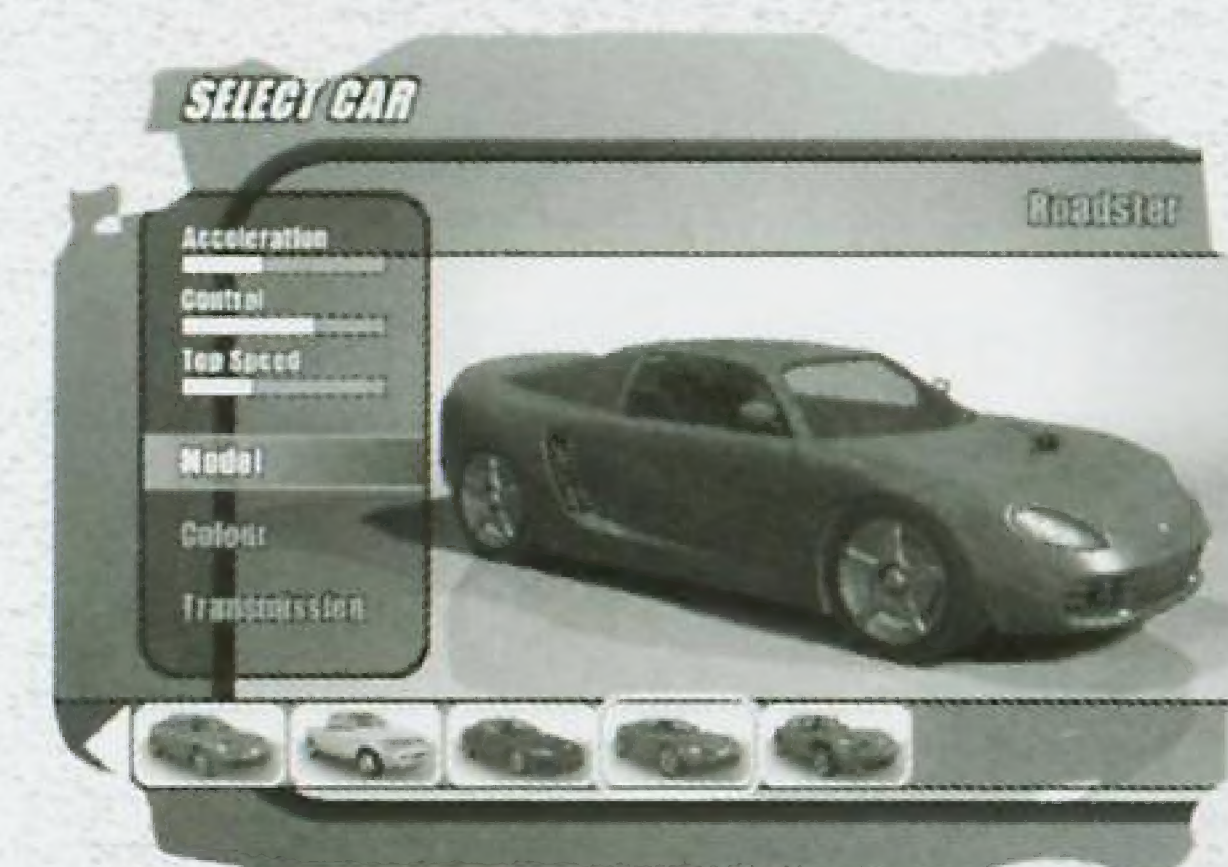 SELECT CAR
Roadster
Acceleration
Control
Top Speed
Model
Colour
Transmission